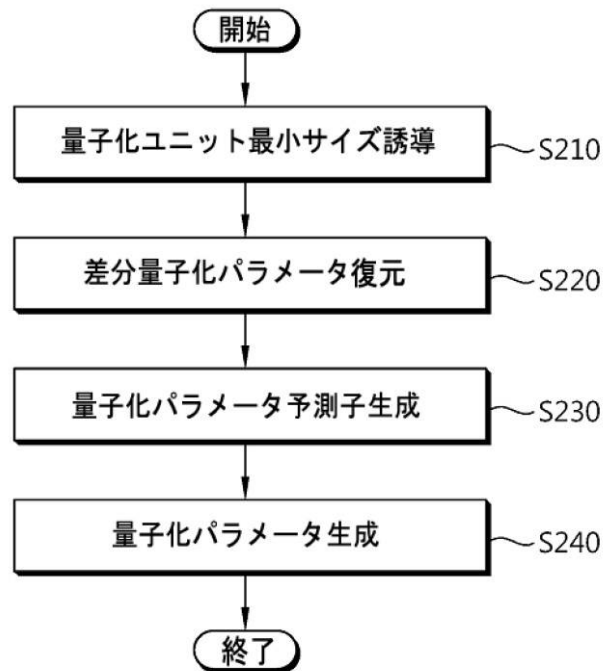 開始
量子化ユニット最小サイズ誘導
S210
差分量子化パラメータ復元
S220
量子化パラメータ予測子生成
S230
量子化パラメータ生成
S240
終了